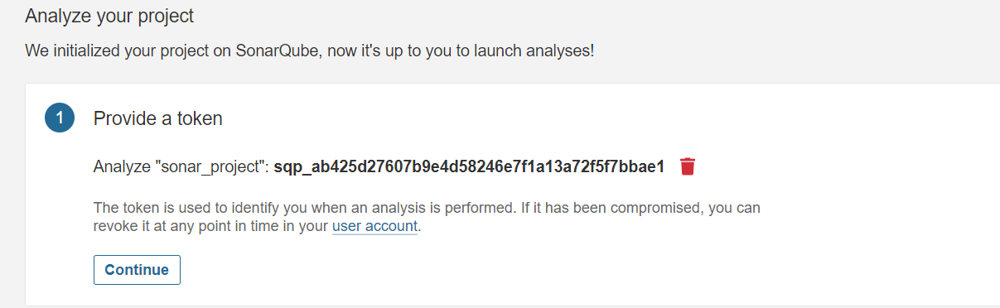 Analyze your project
We initialized your project on SonarQube, now it's up to you to launch analyses!
1
Provide a token
Analyze "sonar_project": sqp_ab425d27607b9e4d58246e7f1a13a72f5f7bbae1
The token is used to identify you when an analysis is performed. If it has been compromised, you can
revoke it at any point in time in your user account.
Continue